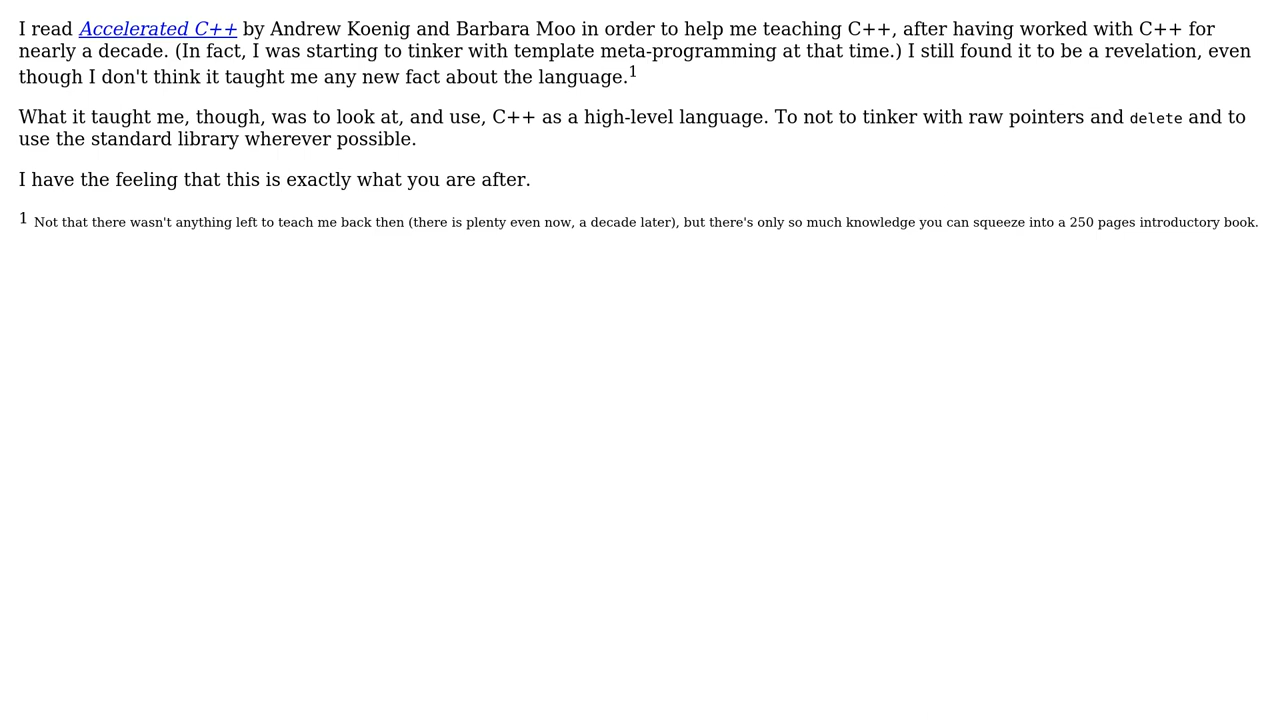 I read Accelerated C++ by Andrew Koenig and Barbara Moo in order to help me teaching C++, after having worked with C++ for
nearly a decade. (In fact, I was starting to tinker with template meta-programming at that time.) I still found it to be a revelation, even
though I don't think it taught me any new fact about the language.1
What it taught me, though, was to look at, and use, C++ as a high-level language. To not to tinker with raw pointers and delete and to
use the standard library wherever possible.
I have the feeling that this is exactly what you are after.
1 Not that there wasn't anything left to teach me back then (there is plenty even now, a decade later), but there's only so much knowledge you can squeeze into a 250 pages introductory book.